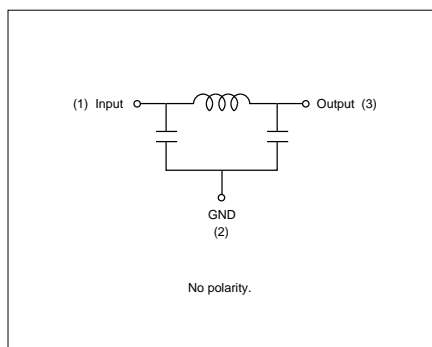 (1) Input
Output (3)
GND
(2)
No polarity.